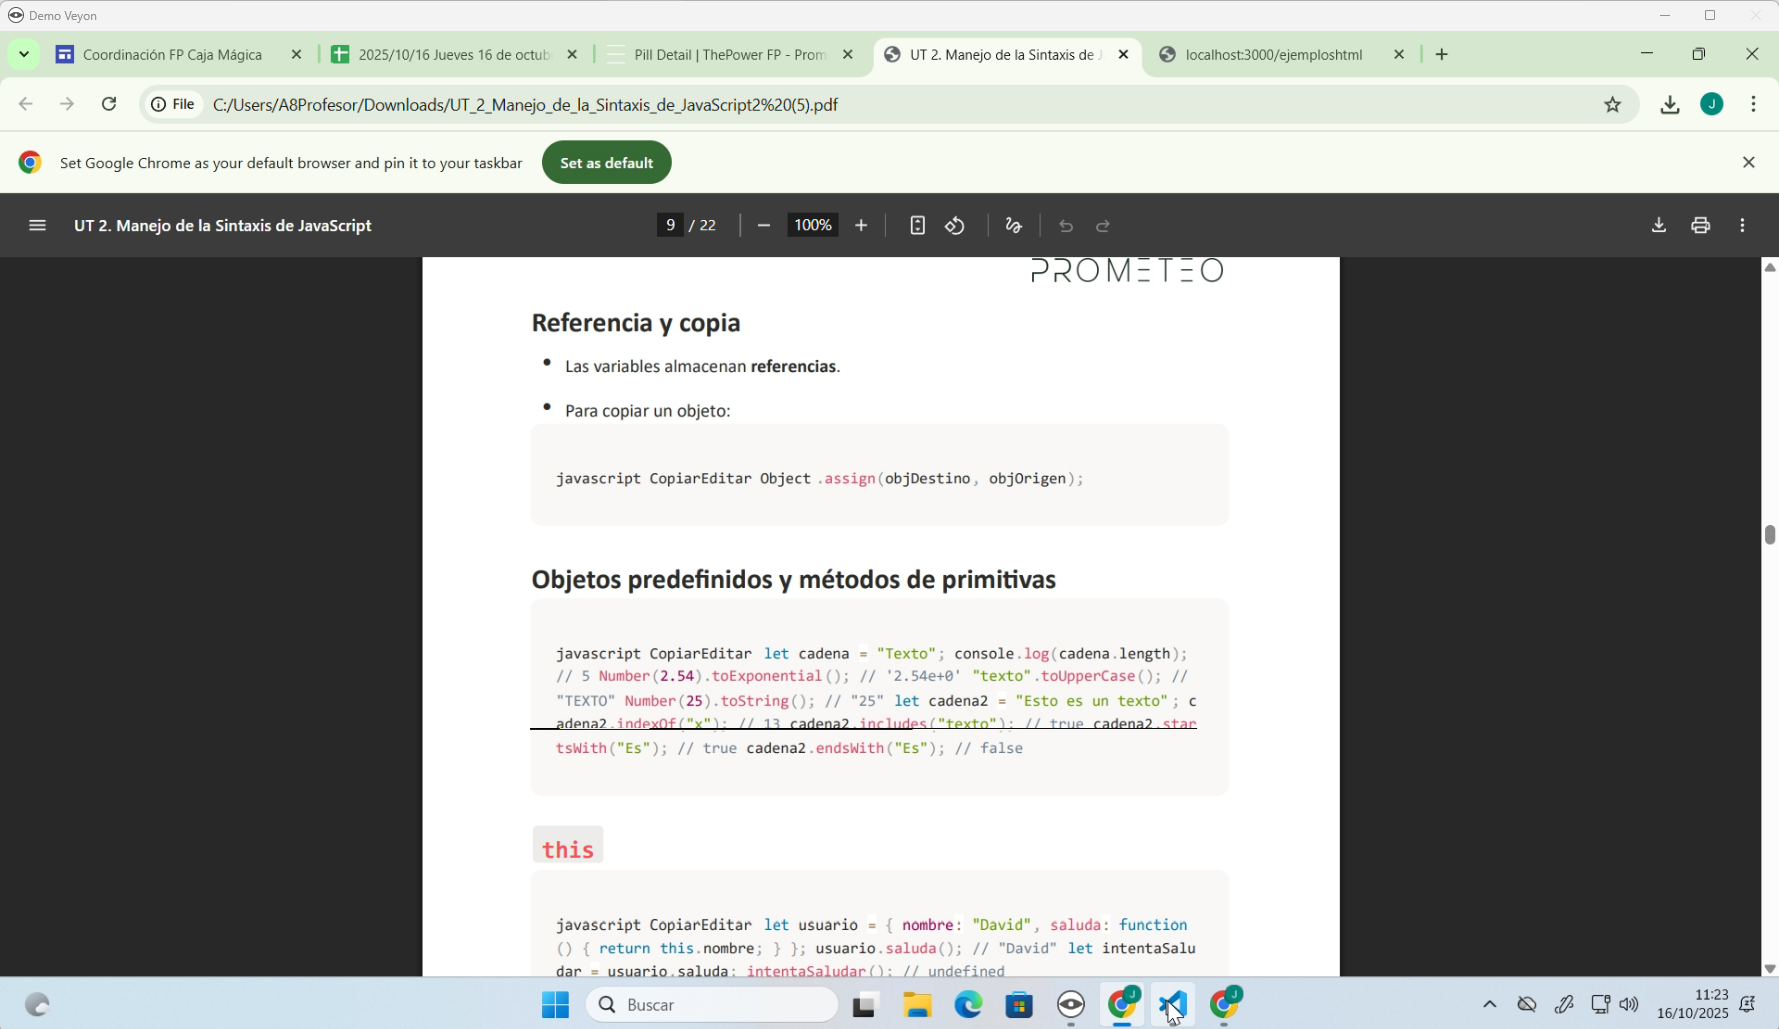 Demo Veyon
Coordinación FP Caja Mágica
2025/10/16 Jueves 16 de octub
Pill Detail | ThePower FP - Prom
UT 2. Manejo de la Sintaxis de J
localhost:3000/ejemploshtml
File
C:/Users/A8Profesor/Downloads/UT_2_Manejo_de_la_Sintaxis_de_JavaScript2%20(5).pdf
J
Set Google Chrome as your default browser and pin it to your taskbar
Set as default
UT 2. Manejo de la Sintaxis de JavaScript
9 / 22
100%
PROMETEO
Referencia y copia
• Las variables almacenan referencias.
• Para copiar un objeto:
javascript CopiarEditar Object .assign(objDestino, objOrigen);
Objetos predefinidos y métodos de primitivas
javascript CopiarEditar let cadena = "Texto"; console.log(cadena.length);
// 5 Number(2.54).toExponential(); // '2.54e+0' "texto".toUpperCase(); //
"TEXTO" Number(25).toString(); // "25" let cadena2 = "Esto es un texto"; c
adena2.indexOf("x"); // 13 cadena2.includes("texto"); // true cadena2.star
tsWith("Es"); // true cadena2.endsWith("Es"); // false
this
javascript CopiarEditar let usuario = { nombre: "David", saluda: function
() { return this.nombre; } }; usuario.saluda(); // "David" let intentaSalu
dar = usuario.saluda; intentaSaludar(); // undefined
Buscar
J
J
11:23
16/10/2025